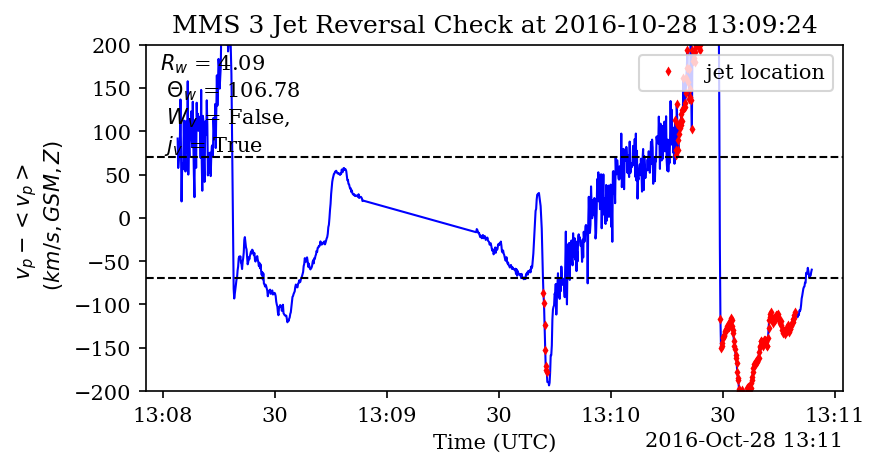 MMS 3 Jet Reversal Check at 2016-10-28 13:09:24
R_w = 4.09
Θ_w = 106.78
W_v = False,
j_v = True
jet location
v_p − < v_p >
(km/s, GSM, Z)
200
150
100
50
0
−50
−100
−150
−200
13:08
30
13:09
30
13:10
30
13:11
Time (UTC)
2016-Oct-28 13:11